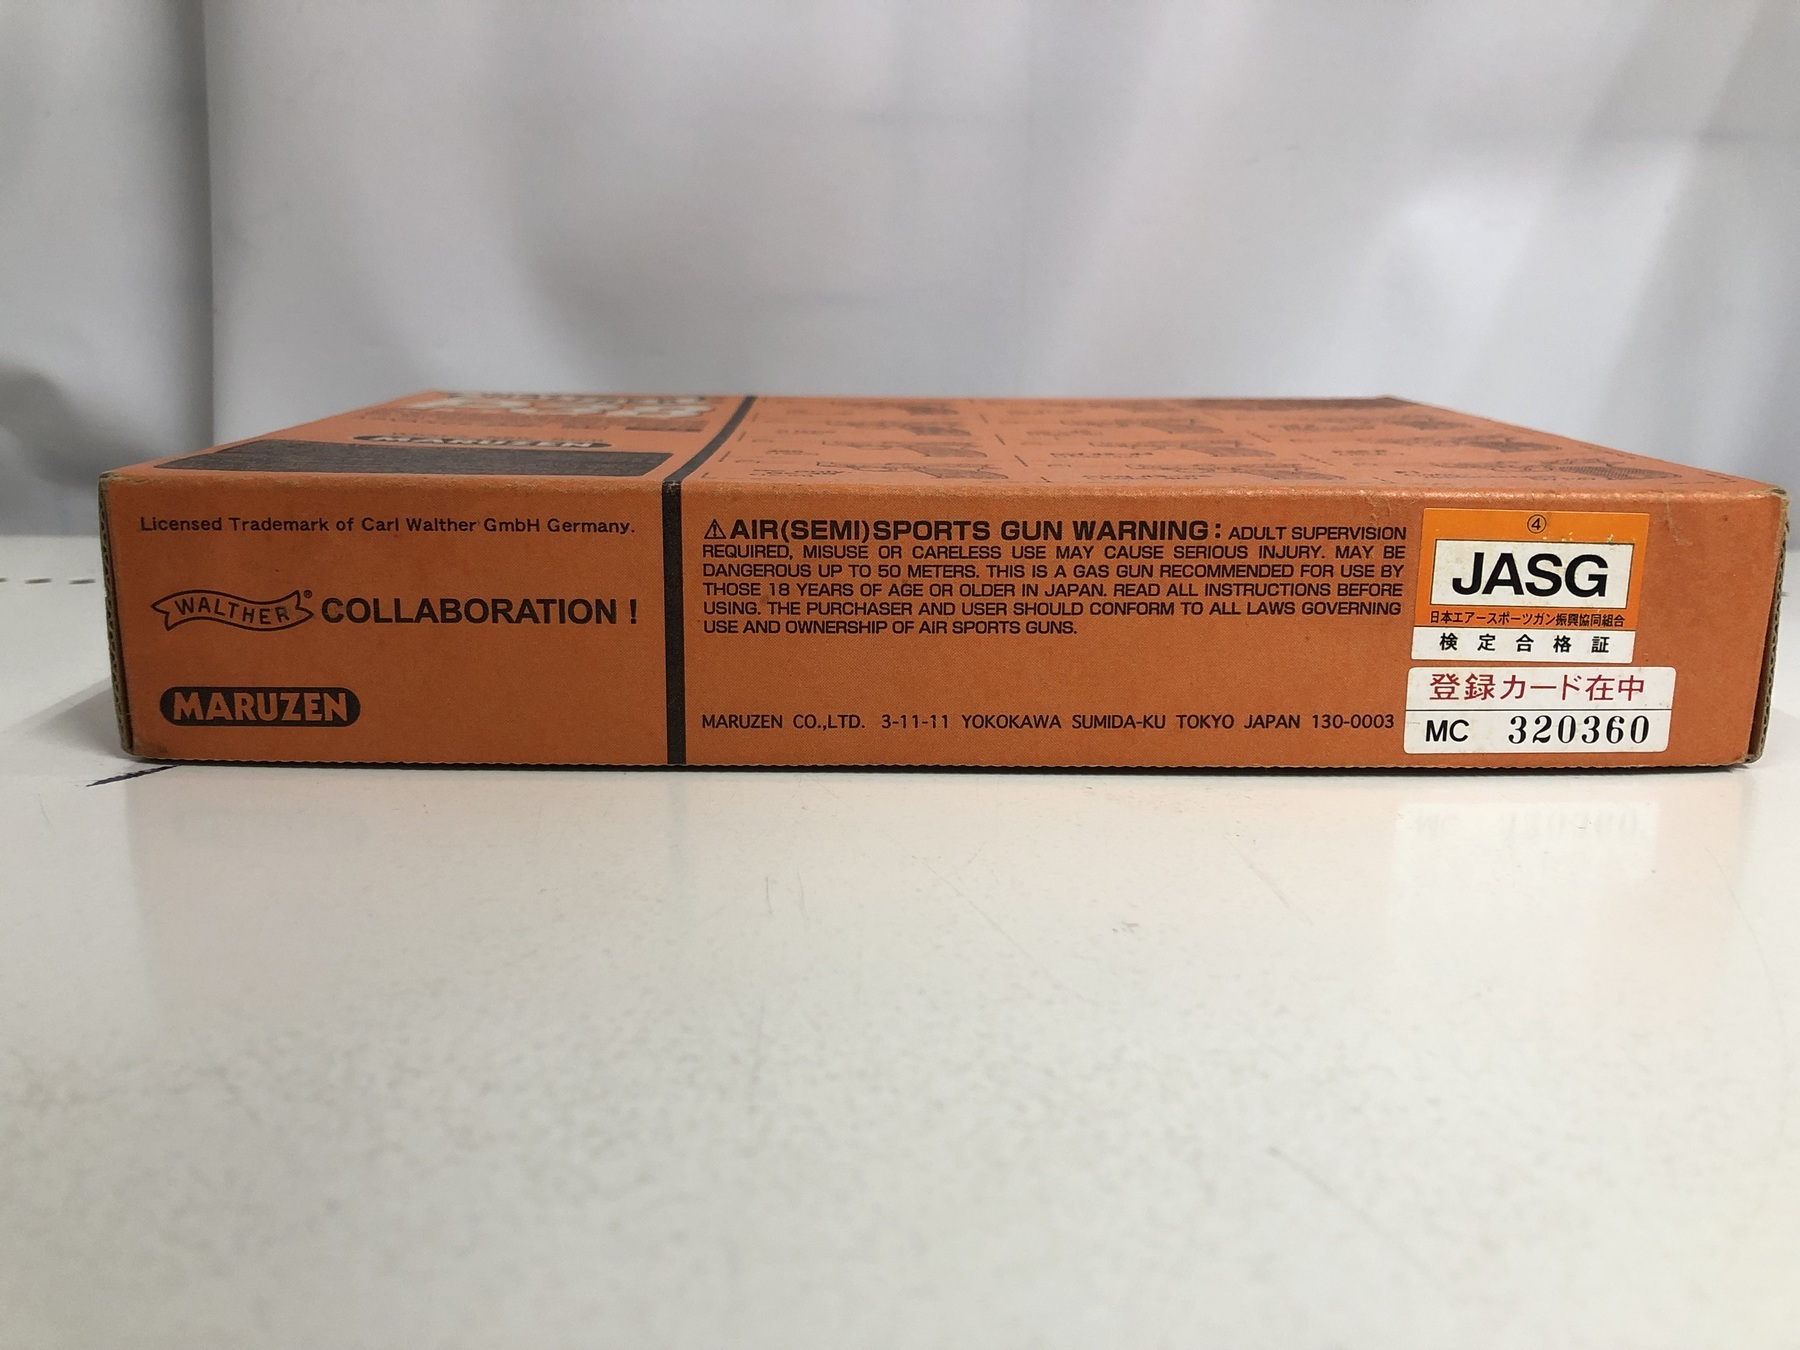 P.38
MARUZEN
Licensed Trademark of Carl Walther GmbH Germany.
WALTHER® COLLABORATION !
MARUZEN
⚠AIR(SEMI)SPORTS GUN WARNING : ADULT SUPERVISION
REQUIRED, MISUSE OR CARELESS USE MAY CAUSE SERIOUS INJURY. MAY BE
DANGEROUS UP TO 50 METERS. THIS IS A GAS GUN RECOMMENDED FOR USE BY
THOSE 18 YEARS OF AGE OR OLDER IN JAPAN. READ ALL INSTRUCTIONS BEFORE
USING. THE PURCHASER AND USER SHOULD CONFORM TO ALL LAWS GOVERNING
USE AND OWNERSHIP OF AIR SPORTS GUNS.
MARUZEN CO.,LTD. 3-11-11 YOKOKAWA SUMIDA-KU TOKYO JAPAN 130-0003
④
JASG
日本エアースポーツガン振興協同組合
検定合格証
登録カード在中
MC 320360